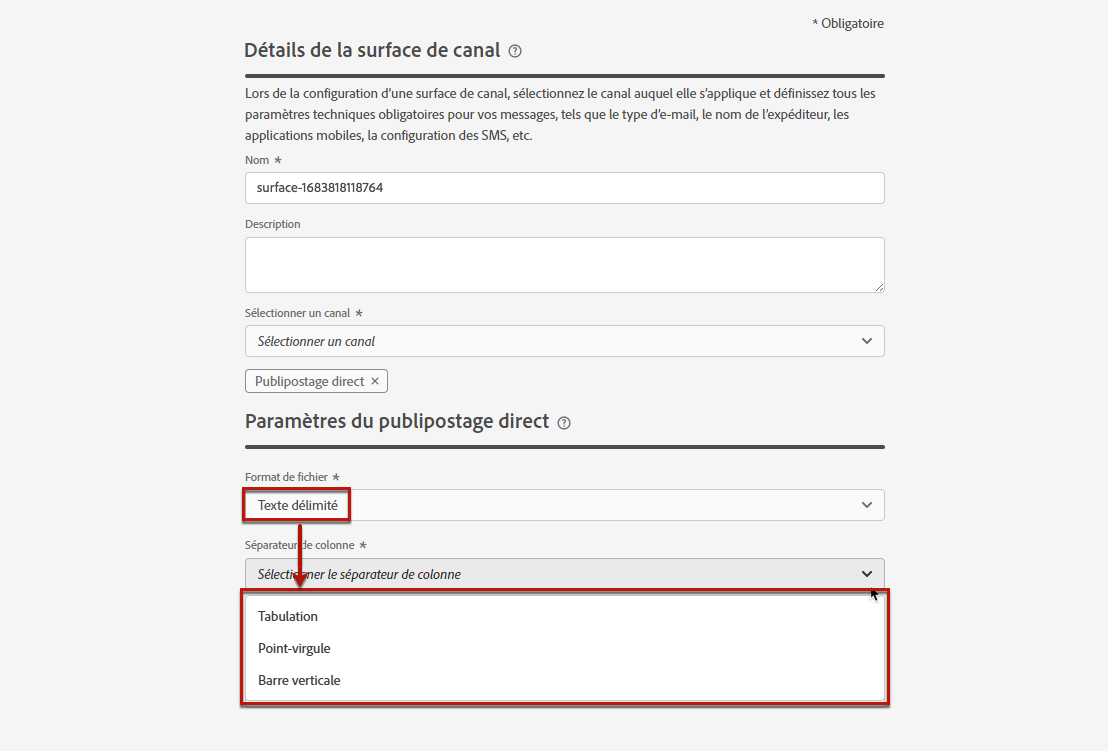 * Obligatoire
Détails de la surface de canal
Lors de la configuration d’une surface de canal, sélectionnez le canal auquel elle s’applique et définissez tous les
paramètres techniques obligatoires pour vos messages, tels que le type d’e-mail, le nom de l’expéditeur, les
applications mobiles, la configuration des SMS, etc.
Nom *
surface-1683818118764
Description
Sélectionner un canal *
Sélectionner un canal
Publipostage direct ×
Paramètres du publipostage direct
Format de fichier *
Texte délimité
Séparateur de colonne *
Sélectionner le séparateur de colonne
Tabulation
Point-virgule
Barre verticale